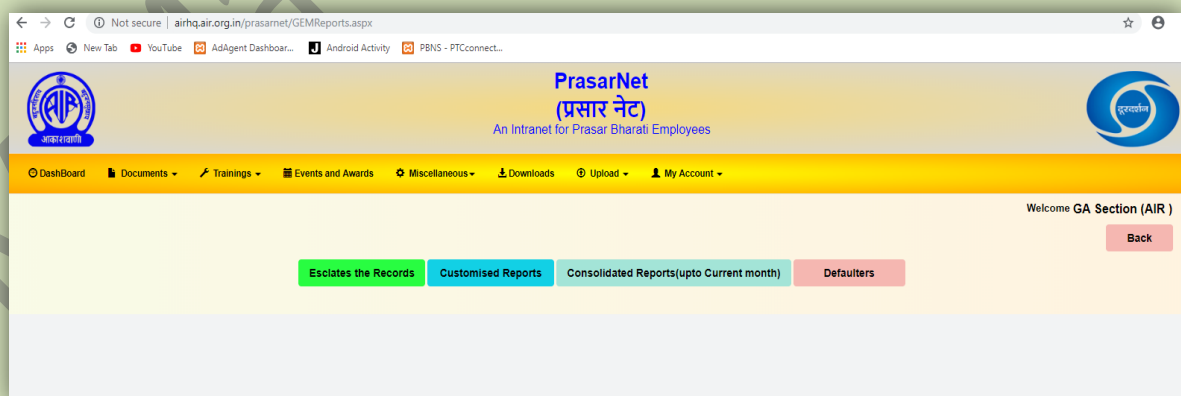 Not secure | airhq.air.org.in/prasarnet/GEMReports.aspx
Apps New Tab YouTube AdAgent Dashboar... Android Activity PBNS - PTCconnect...
PrasarNet
(प्रसार नेट)
An Intranet for Prasar Bharati Employees
AIR
आकाशवाणी
दूरदर्शन
DashBoard Documents Trainings Events and Awards Miscellaneous Downloads Upload My Account
Welcome GA Section (AIR )
Back
Esclates the Records Customised Reports Consolidated Reports(upto Current month) Defaulters